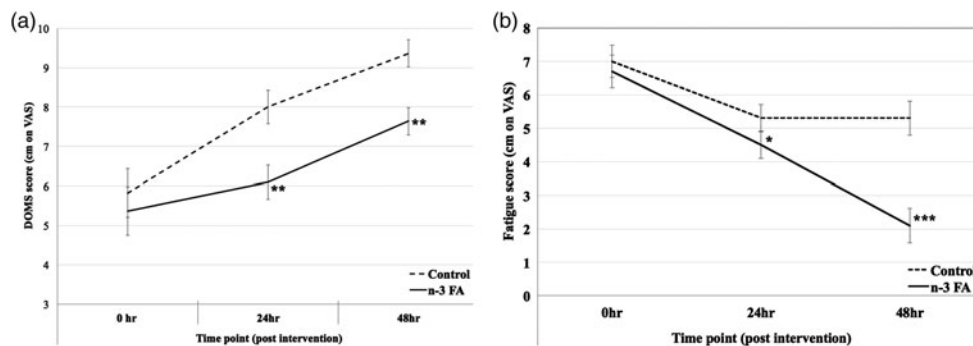 (a)
10
9
8
7
6
5
4
3
DOMS score (cm on VAS)
**
**
Control
n-3 FA
0 hr 24hr 48hr
Time point (post intervention)
(b)
8
7
6
5
4
3
2
1
0
Fatigue score (cm on VAS)
*
***
Control
n-3 FA
0hr 24hr 48hr
Time point (post intervention)